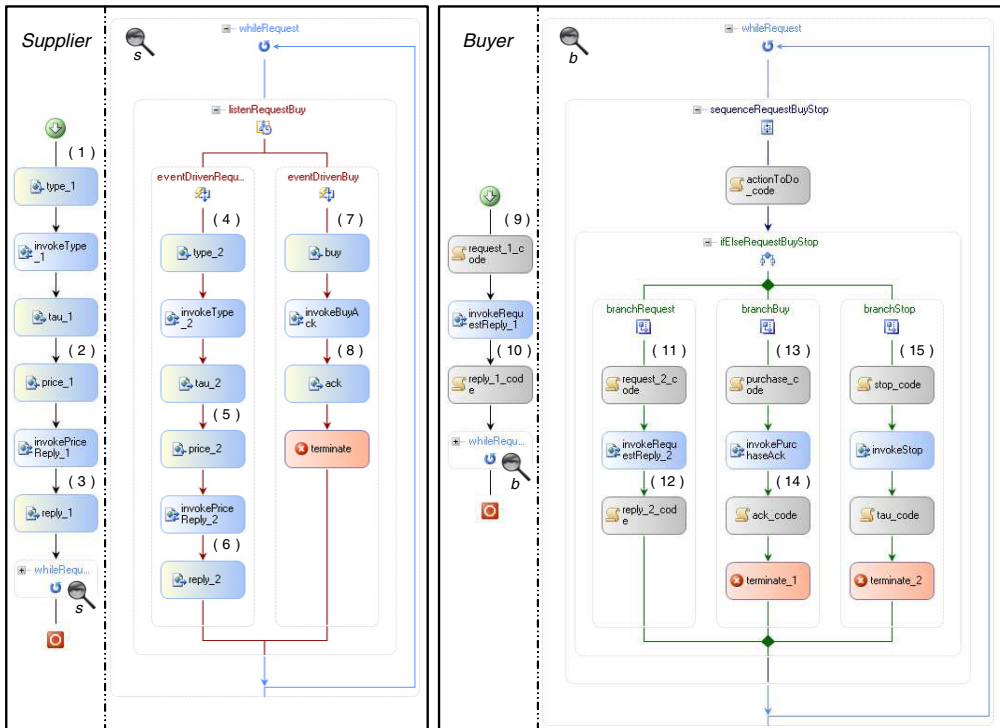 Supplier
( 1 )
type_1
invokeType
_1
tau_1
( 2 )
price_1
invokePrice
Reply_1
( 3 )
reply_1
whileRequ...
s
s
whileRequest
listenRequestBuy
eventDrivenRequ...
( 4 )
type_2
invokeType
_2
tau_2
( 5 )
price_2
invokePrice
Reply_2
( 6 )
reply_2
eventDrivenBuy
( 7 )
buy
invokeBuyA
ck
( 8 )
ack
terminate
Buyer
( 9 )
request_1_c
ode
invokeRequ
estReply_1
( 10 )
reply_1_cod
e
whileRequ...
b
b
whileRequest
sequenceRequestBuyStop
actionToDo
_code
ifElseRequestBuyStop
branchRequest
( 11 )
request_2_c
ode
invokeRequ
estReply_2
( 12 )
reply_2_cod
e
branchBuy
( 13 )
purchase_c
ode
invokePurc
haseAck
( 14 )
ack_code
terminate_1
branchStop
( 15 )
stop_code
invokeStop
tau_code
terminate_2